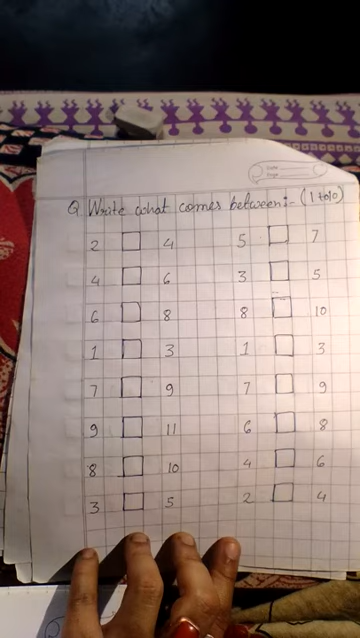 Q Write what comes between:- (1 to 10)
2 □ 4 5 □ 7
4 □ 6 3 □ 5
6 □ 8 8 □ 10
1 □ 3 1 □ 3
7 □ 9 7 □ 9
9 □ 11 6 □ 8
8 □ 10 4 □ 6
3 □ 5 2 □ 4